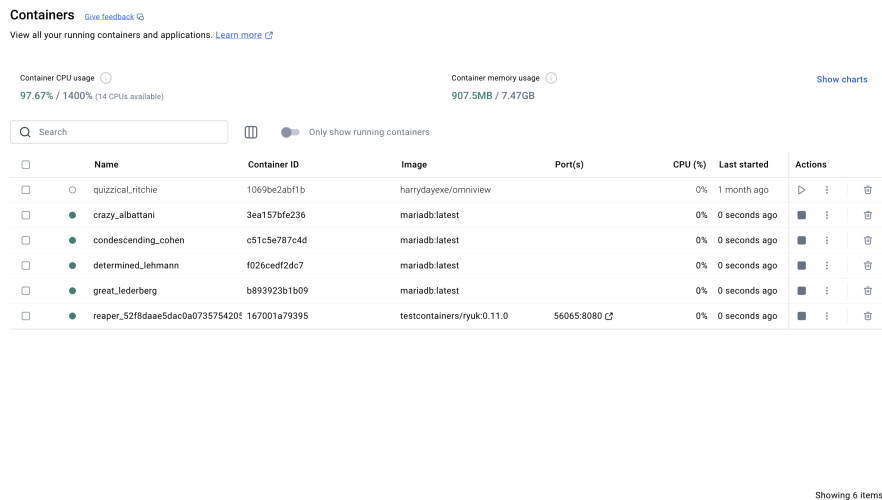 Containers Give feedback
View all your running containers and applications. Learn more
Container CPU usage
97.67% / 1400% (14 CPUs available)
Container memory usage
907.5MB / 7.47GB
Show charts
Search
Only show running containers
Name Container ID Image Port(s) CPU (%) Last started Actions
quizzical_ritchie 1069be2abf1b harrydayexe/omniview 0% 1 month ago
crazy_albattani 3ea157bfe236 mariadb:latest 0% 0 seconds ago
condescending_cohen c51c5e787c4d mariadb:latest 0% 0 seconds ago
determined_lehmann f026cedf2dc7 mariadb:latest 0% 0 seconds ago
great_lederberg b893923b1b09 mariadb:latest 0% 0 seconds ago
reaper_52f8daae5dac0a0735754205 167001a79395 testcontainers/ryuk:0.11.0 56065:8080 0% 0 seconds ago
Showing 6 items